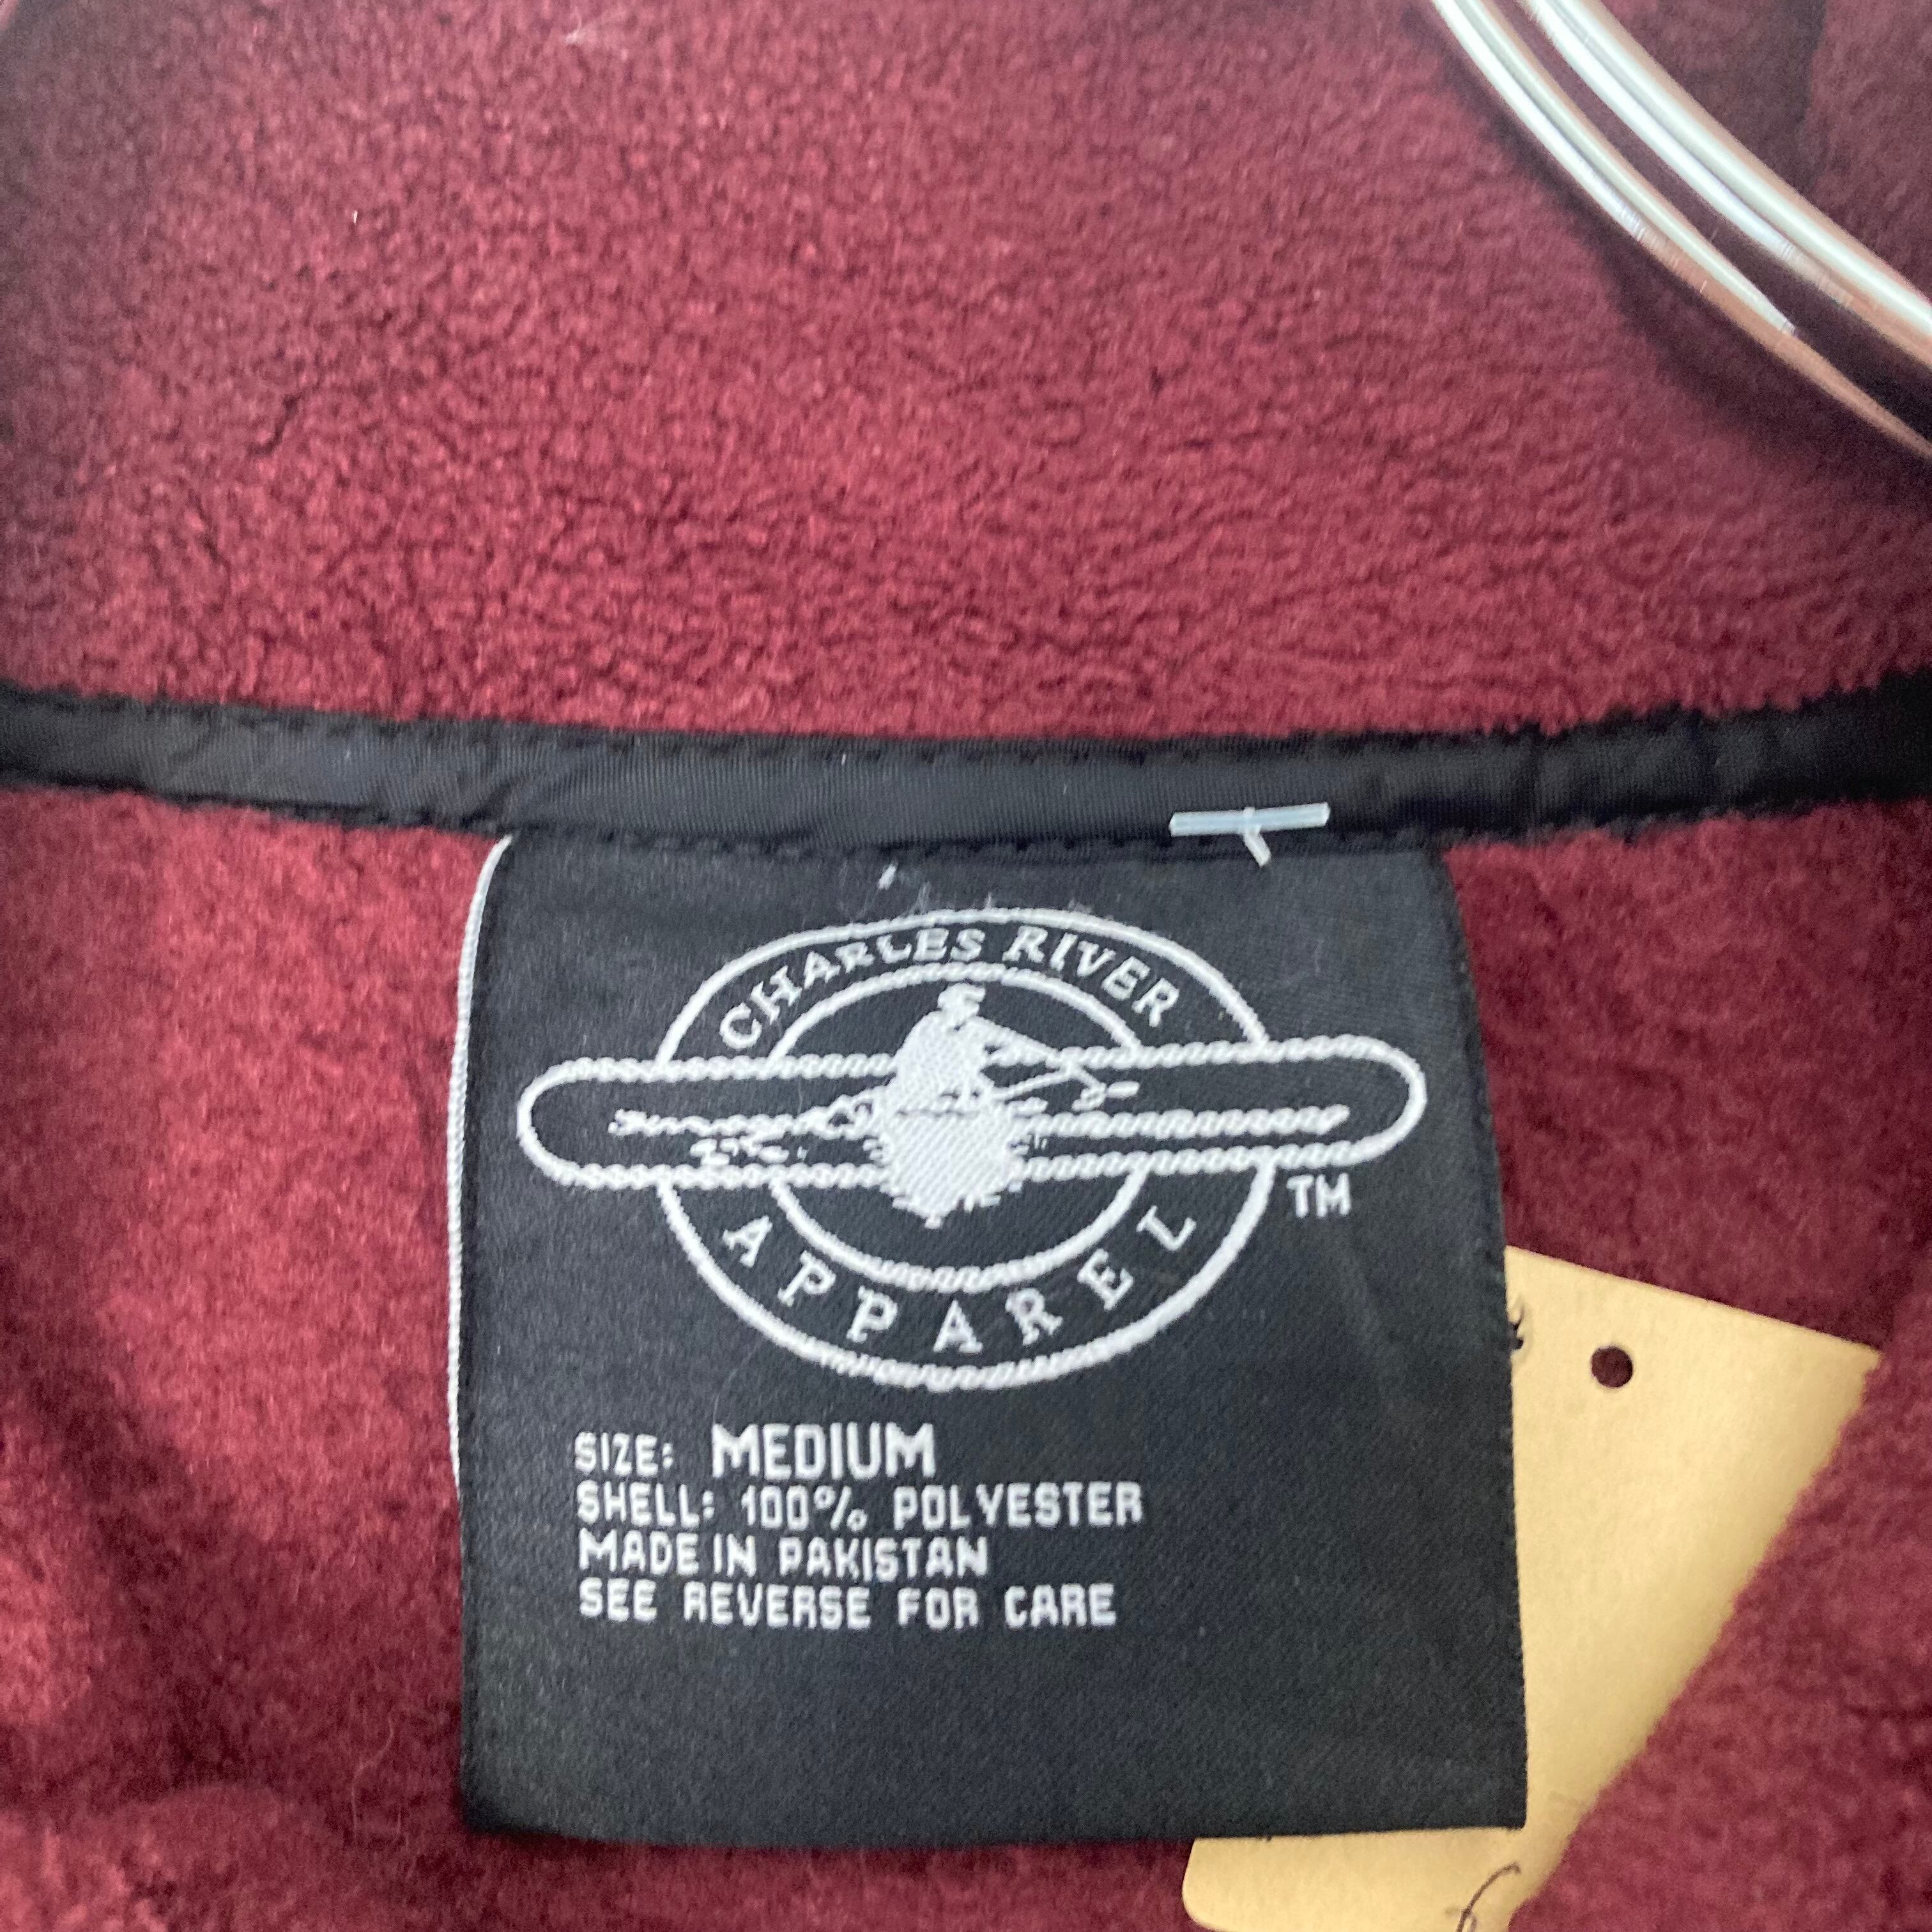 CHARLES RIVER
TM
APPAREL
SIZE: MEDIUM
SHELL: 100% POLYESTER
MADE IN PAKISTAN
SEE REVERSE FOR CARE